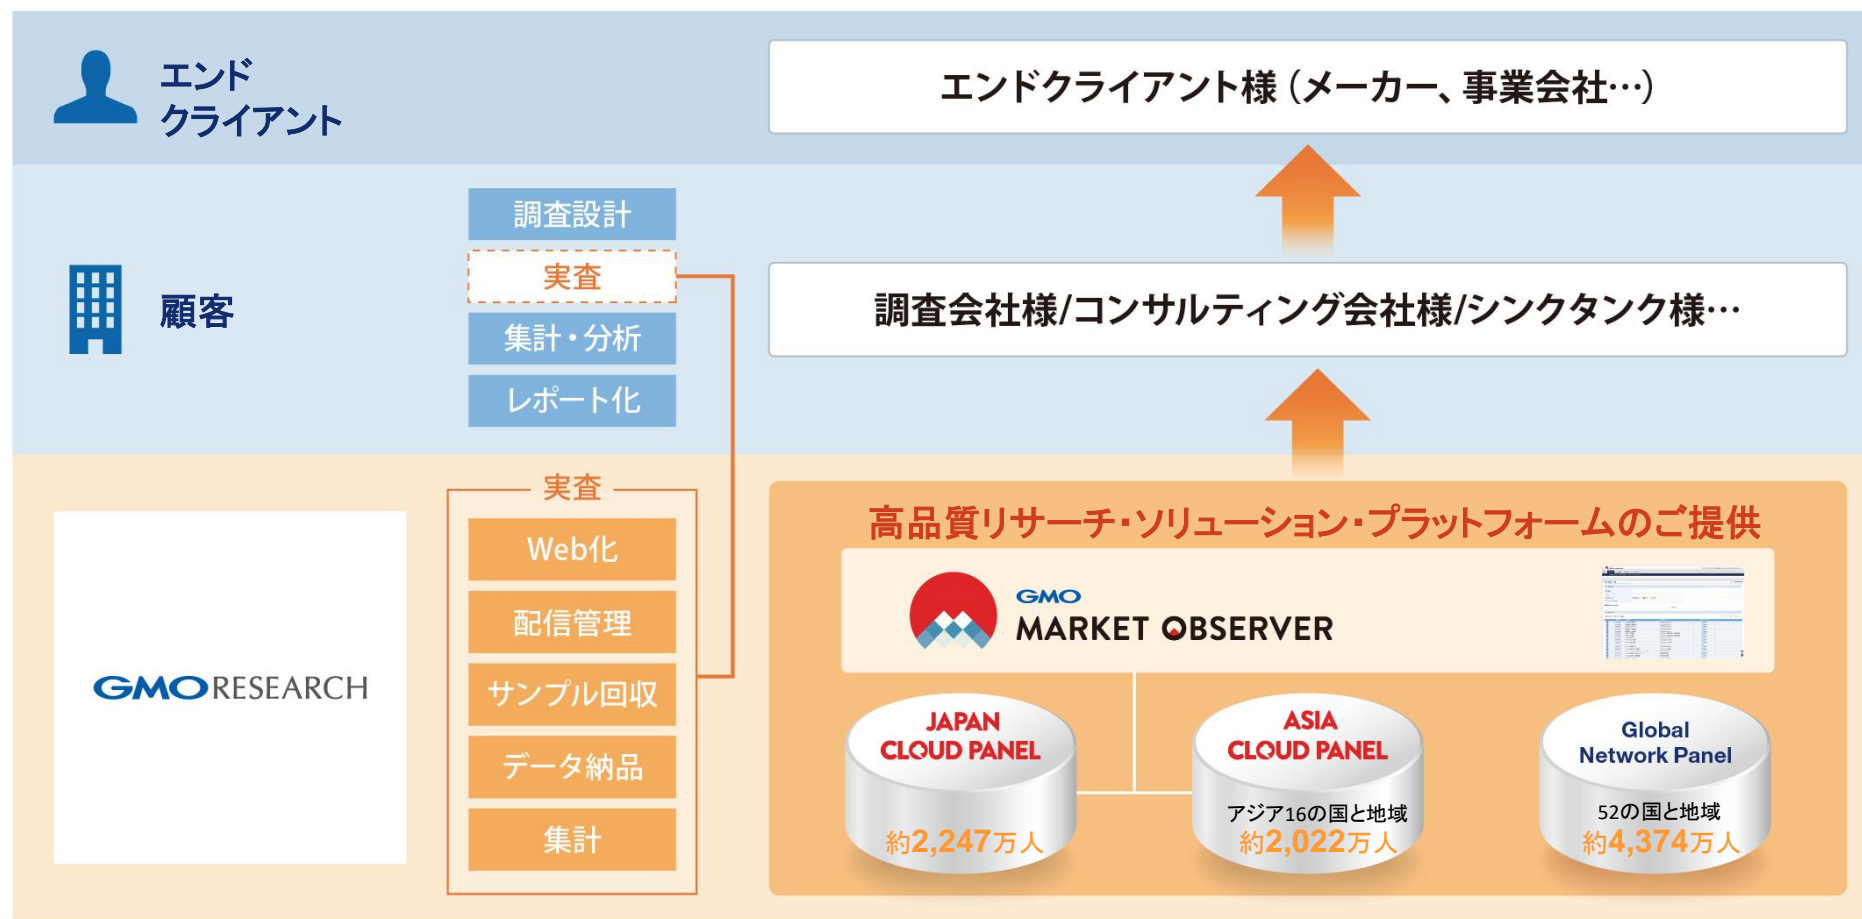 エンド
クライアント
エンドクライアント様（メーカー、事業会社…）
顧客
調査設計
実査
集計・分析
レポート化
調査会社様/コンサルティング会社様/シンクタンク様…
GMO RESEARCH
実査
Web化
配信管理
サンプル回収
データ納品
集計
高品質リサーチ・ソリューション・プラットフォームのご提供
GMO
MARKET OBSERVER
JAPAN
CLOUD PANEL
約2,247万人
ASIA
CLOUD PANEL
アジア16の国と地域
約2,022万人
Global
Network Panel
52の国と地域
約4,374万人